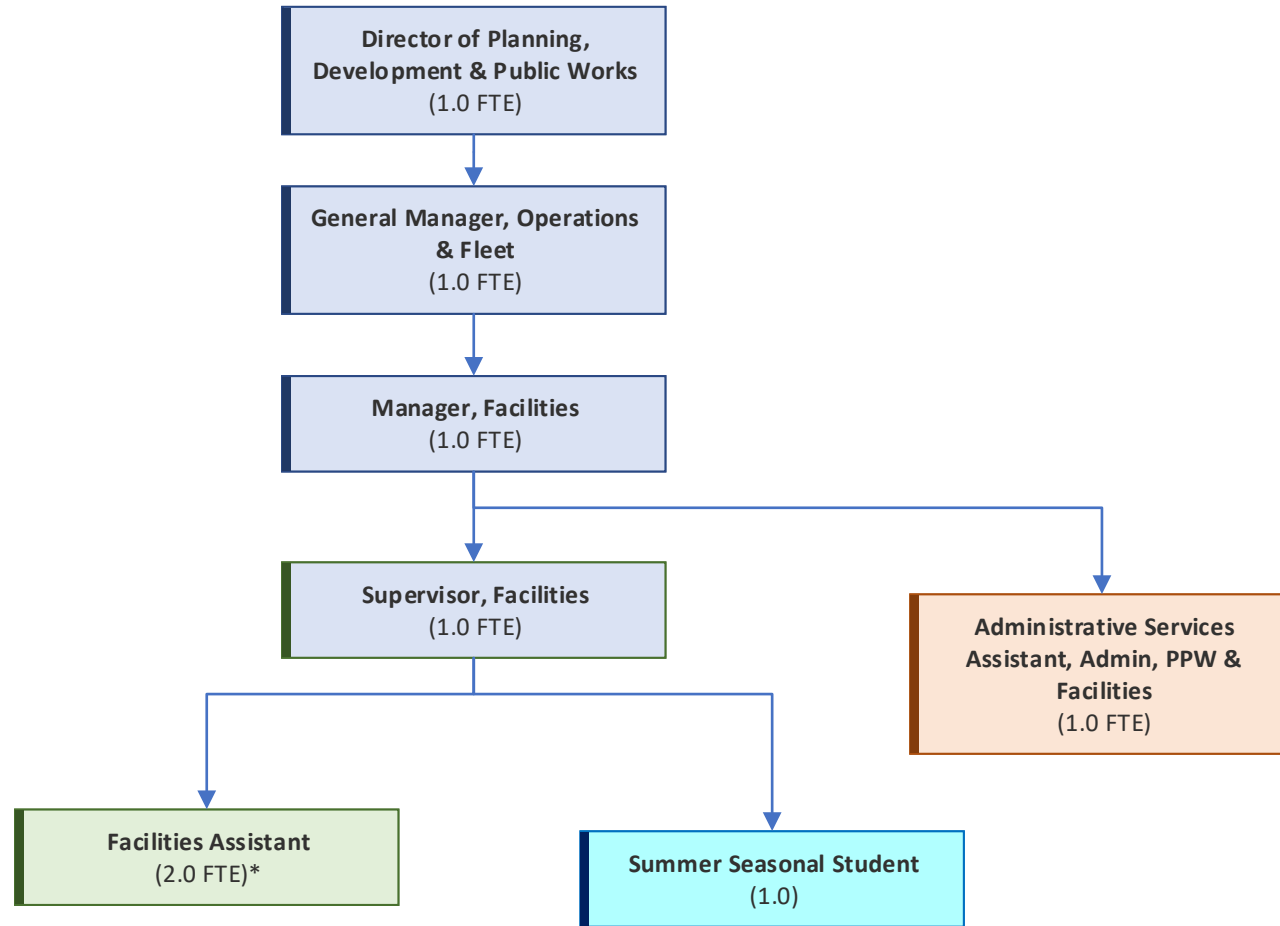 Director of Planning,
Development & Public Works
(1.0 FTE)
General Manager, Operations
& Fleet
(1.0 FTE)
Manager, Facilities
(1.0 FTE)
Supervisor, Facilities
(1.0 FTE)
Administrative Services
Assistant, Admin, PPW &
Facilities
(1.0 FTE)
Facilities Assistant
(2.0 FTE)*
Summer Seasonal Student
(1.0)